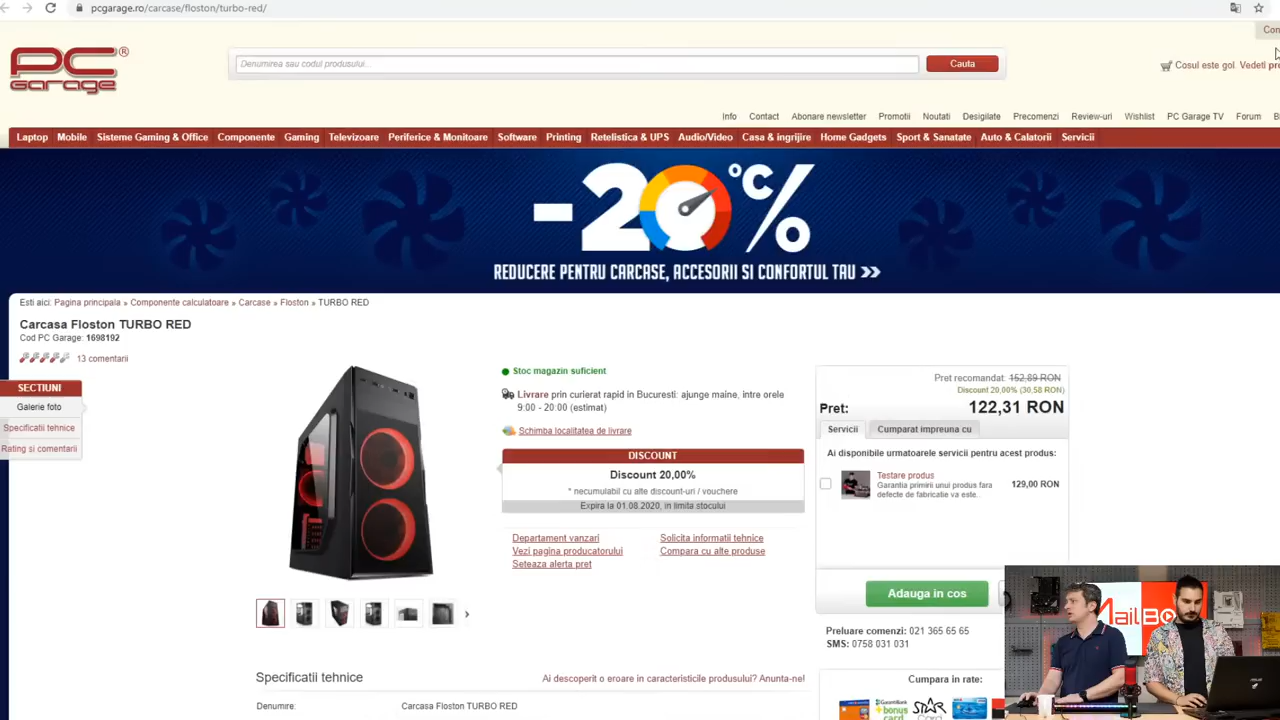 pcgarage.ro/carcase/floston/turbo-red/
PC
GARAGE
®
Denumirea sau codul produsului...
Cauta
Cosul este gol. Vedeti
Info Contact Abonare newsletter Promotii Noutati Desigilate Precomenzi Review-uri Wishlist PC Garage TV Forum
Laptop Mobile Sisteme Gaming & Office Componente Gaming Televizoare Periferice & Monitoare Software Printing Retelistica & UPS Audio/Video Casa & ingrijire Home Gadgets Sport & Sanatate Auto & Calatorii Servicii
-20°C/%
REDUCERE PENTRU CARCASE, ACCESORII SI CONFORTUL TAU »
Esti aici: Pagina principala » Componente calculatoare » Carcase » Floston » TURBO RED
Carcasa Floston TURBO RED
Cod PC Garage: 1698192
13 comentarii
SECTIUNI
Galerie foto
Specificatii tehnice
Rating si comentarii
Stoc magazin suficient
Livrare prin curierat rapid in Bucuresti: ajunge maine, intre orele
9:00 - 20:00 (estimat)
Schimba localitatea de livrare
DISCOUNT
Discount 20,00%
* necumulabil cu alte discount-uri / vouchere
Expira la 01.08.2020, in limita stocului
Departament vanzari
Solicita informatii tehnice
Vezi pagina producatorului
Compara cu alte produse
Seteaza alerta pret
Pret recomandat: 152,89 RON
Discount 20,00% (30,58 RON)
Pret: 122,31 RON
Servicii
Cumparat impreuna cu
Ai disponibile urmatoarele servicii pentru acest produs:
Testare produs
Garantia primirii unui produs fara
defecte de fabricatie va este..
129,00 RON
Adauga in cos
Preluare comenzi: 021 365 65 65
SMS: 0758 031 031
Cumpara in rate:
GarantiBank
bonus
card
STAR
Card
MailBo
Specificatii tehnice
Ai descoperit o eroare in caracteristicile produsului? Anunta-ne!
Denumire:
Carcasa Floston TURBO RED